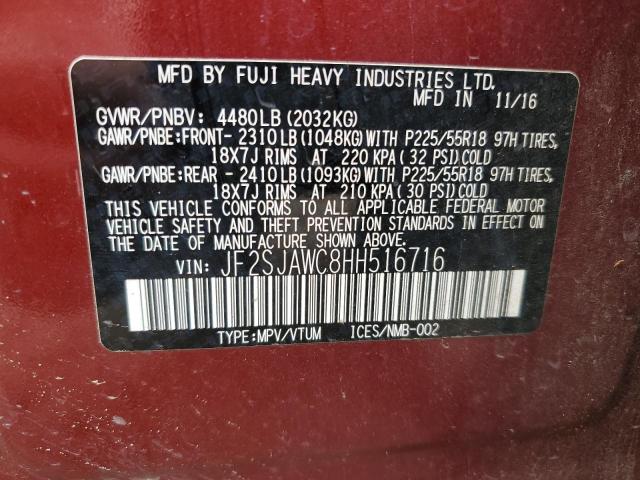 MFD BY FUJI HEAVY INDUSTRIES LTD.
MFD IN 11/16
GVWR/PNBV: 4480LB (2032KG)
GAWR/PNBE:FRONT- 2310LB (1048KG) WITH P225/55R18 97H TIRES,
18X7J RIMS AT 220 KPA ( 32 PSI) COLD
GAWR/PNBE:REAR - 2410LB (1093KG) WITH P225/55R18 97H TIRES,
18X7J RIMS AT 210 KPA ( 30 PSI) COLD
THIS VEHICLE CONFORMS TO ALL APPLICABLE FEDERAL MOTOR
VEHICLE SAFETY AND THEFT PREVENTION STANDARDS IN
EFFECT ON THE DATE OF MANUFACTURE SHOWN ABOVE.
VIN: JF2SJAWC8HH516716
TYPE:MPV/VTUM ICES/NMB-002